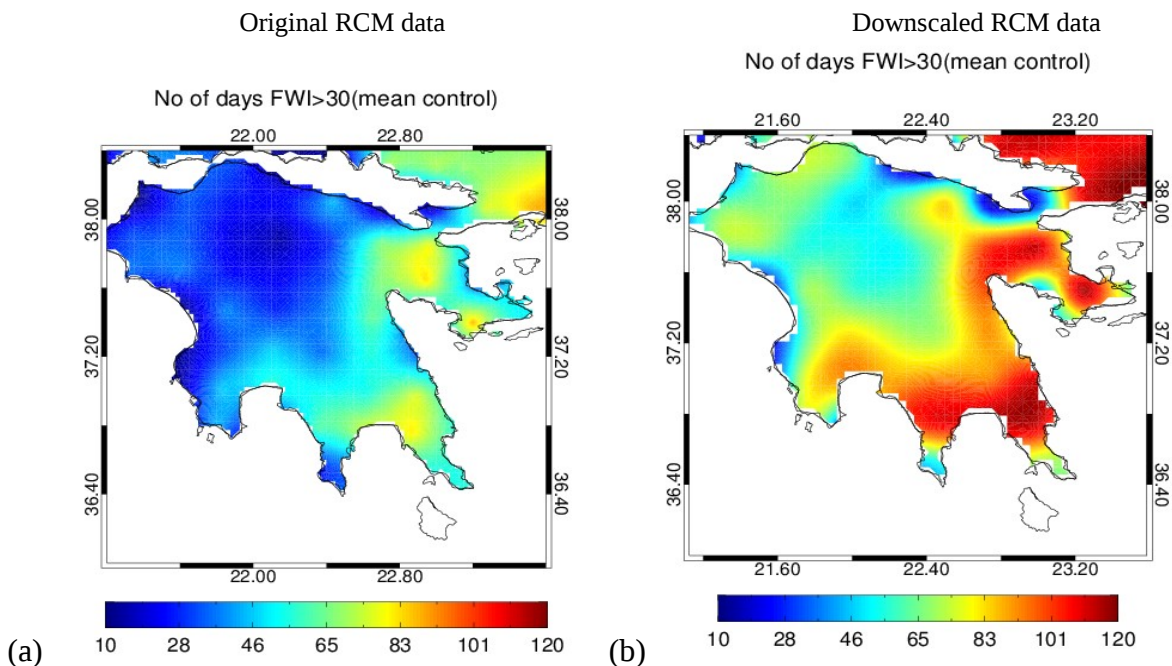 Original RCM data
Downscaled RCM data
No of days FWI>30(mean control)
No of days FWI>30(mean control)
22.00 22.80
38.00
37.20
36.40
38.00
37.20
36.40
22.00 22.80
10 28 46 65 83 101 120
(a)
21.60 22.40 23.20
38.00
37.20
36.40
38.00
37.20
36.40
21.60 22.40 23.20
10 28 46 65 83 101 120
(b)